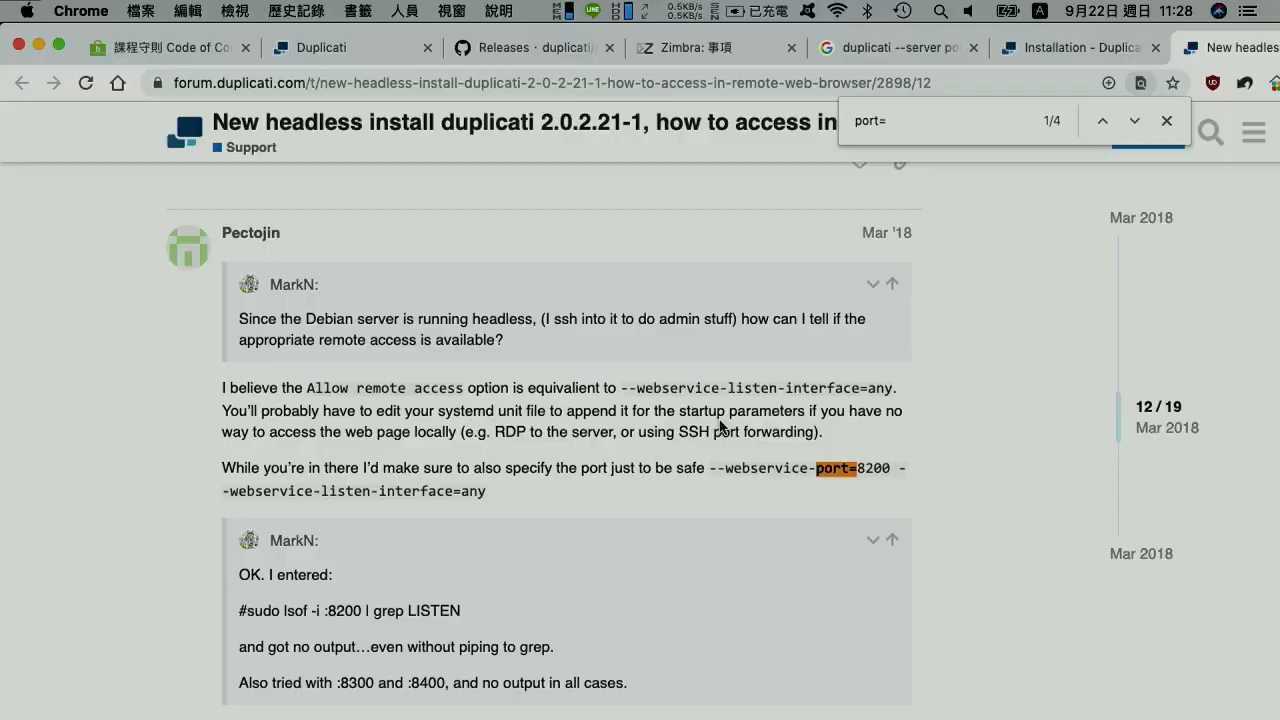 Chrome 檔案 編輯 檢視 歷史記錄 書籤 人員 視窗 說明 0.5KB/s 0.5KB/s 已充電 A 9月22日 週日 11:28
課程守則 Code of Co Duplicati Releases · duplicati/ Zimbra: 事項 duplicati --server po Installation - Duplica New headles
forum.duplicati.com/t/new-headless-install-duplicati-2-0-2-21-1-how-to-access-in-remote-web-browser/2898/12
port= 1/4
New headless install duplicati 2.0.2.21-1, how to access in
Support
Mar 2018
Pectojin Mar '18
MarkN:
Since the Debian server is running headless, (I ssh into it to do admin stuff) how can I tell if the
appropriate remote access is available?
I believe the Allow remote access option is equivalient to --webservice-listen-interface=any.
You'll probably have to edit your systemd unit file to append it for the startup parameters if you have no
way to access the web page locally (e.g. RDP to the server, or using SSH port forwarding).
12 / 19
Mar 2018
While you're in there I'd make sure to also specify the port just to be safe --webservice-port=8200 -
-webservice-listen-interface=any
MarkN:
Mar 2018
OK. I entered:
#sudo lsof -i :8200 | grep LISTEN
and got no output…even without piping to grep.
Also tried with :8300 and :8400, and no output in all cases.